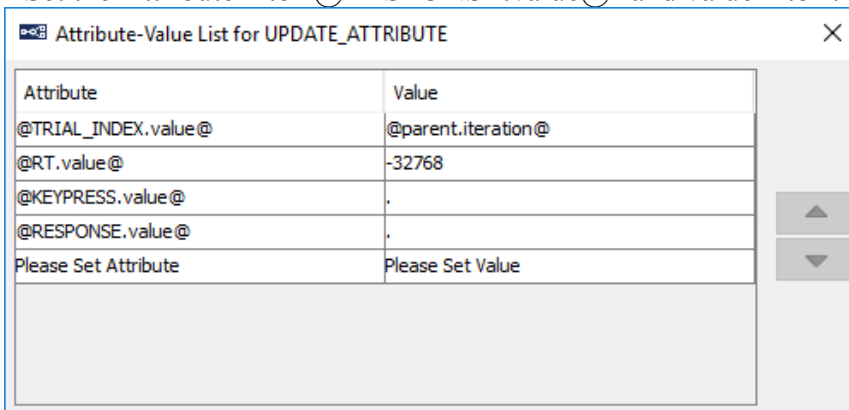 Attribute-Value List for UPDATE_ATTRIBUTE
Attribute Value
@TRIAL_INDEX.value@ @parent.iteration@
@RT.value@ -32768
@KEYPRESS.value@ .
@RESPONSE.value@ .
Please Set Attribute Please Set Value